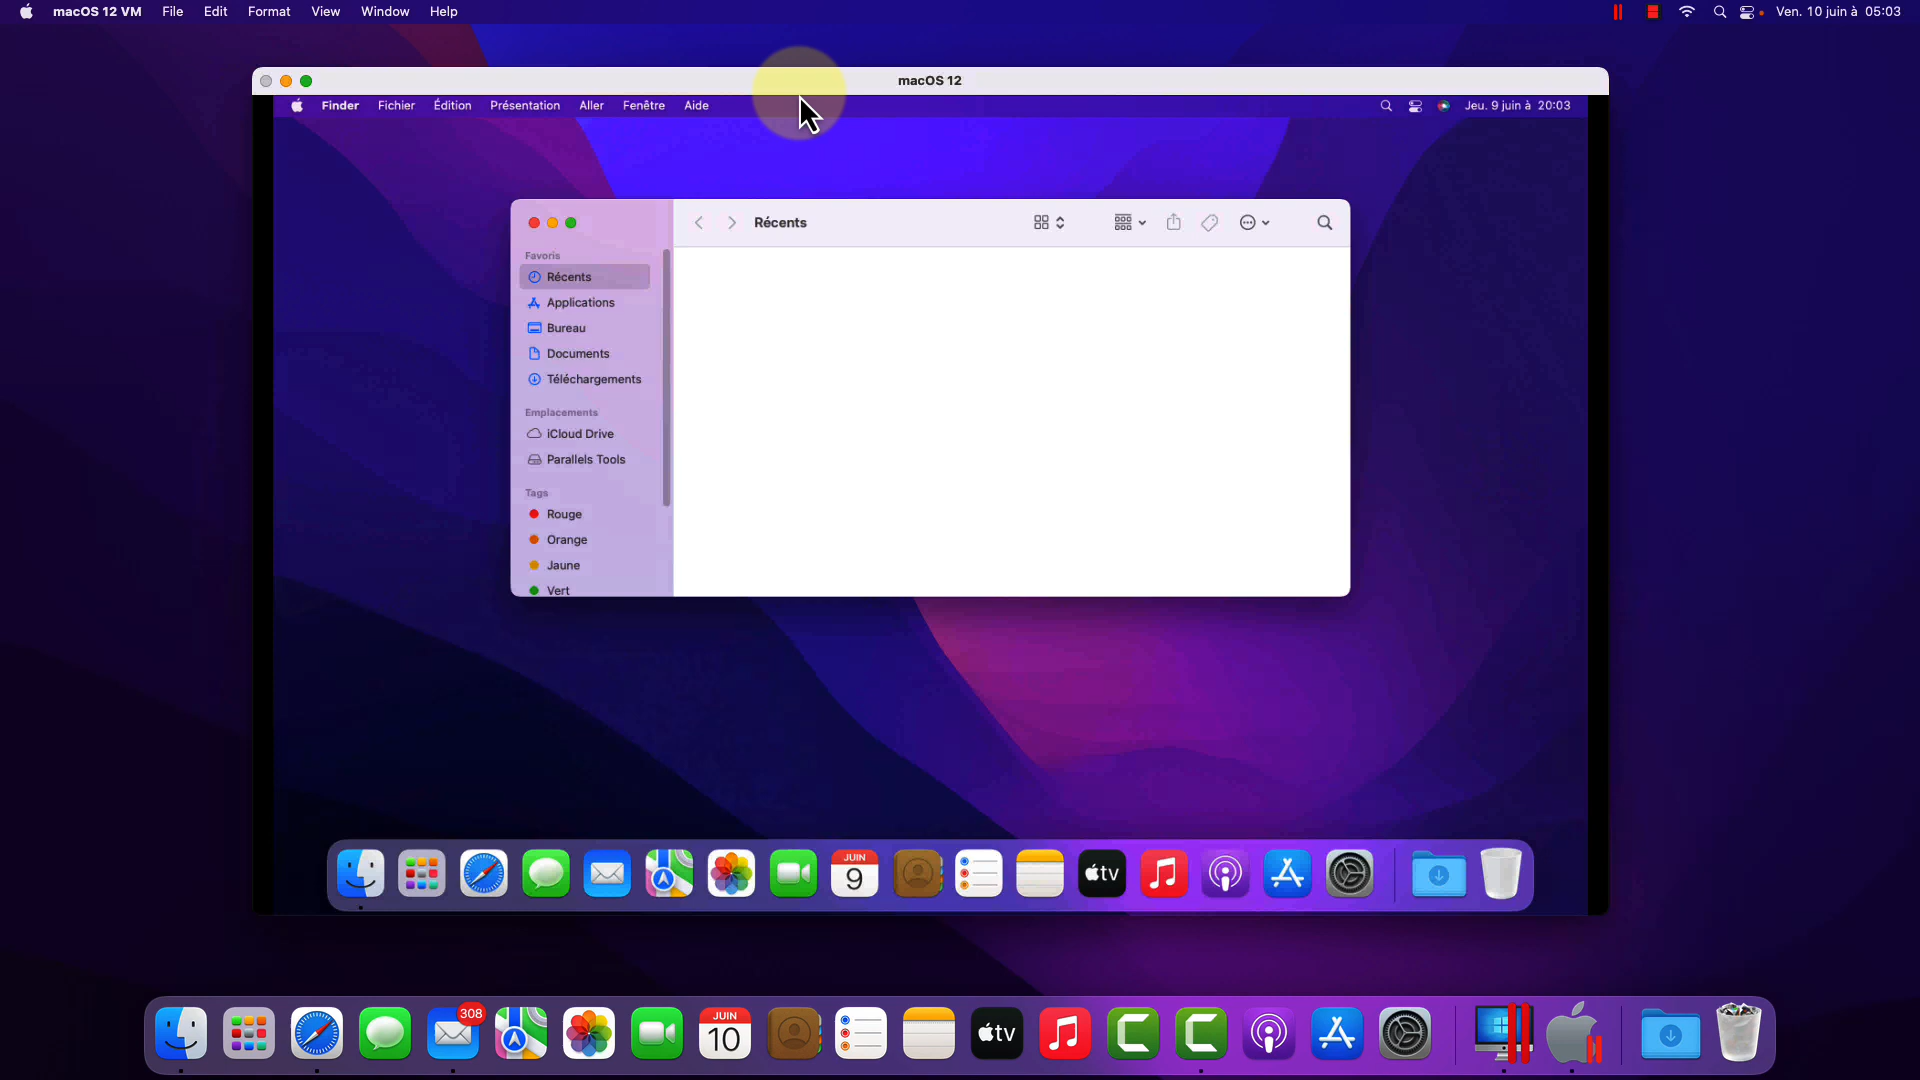 macOS 12 VM File Edit Format View Window Help Ven. 10 juin à 05:03
macOS 12
Finder Fichier Édition Présentation Aller Fenêtre Aide Jeu. 9 juin à 20:03
Récents
Favoris
Récents
Applications
Bureau
Documents
Téléchargements
Emplacements
iCloud Drive
Parallels Tools
Tags
Rouge
Orange
Jaune
Vert
JUIN
9
tv
308
JUIN
10
tv